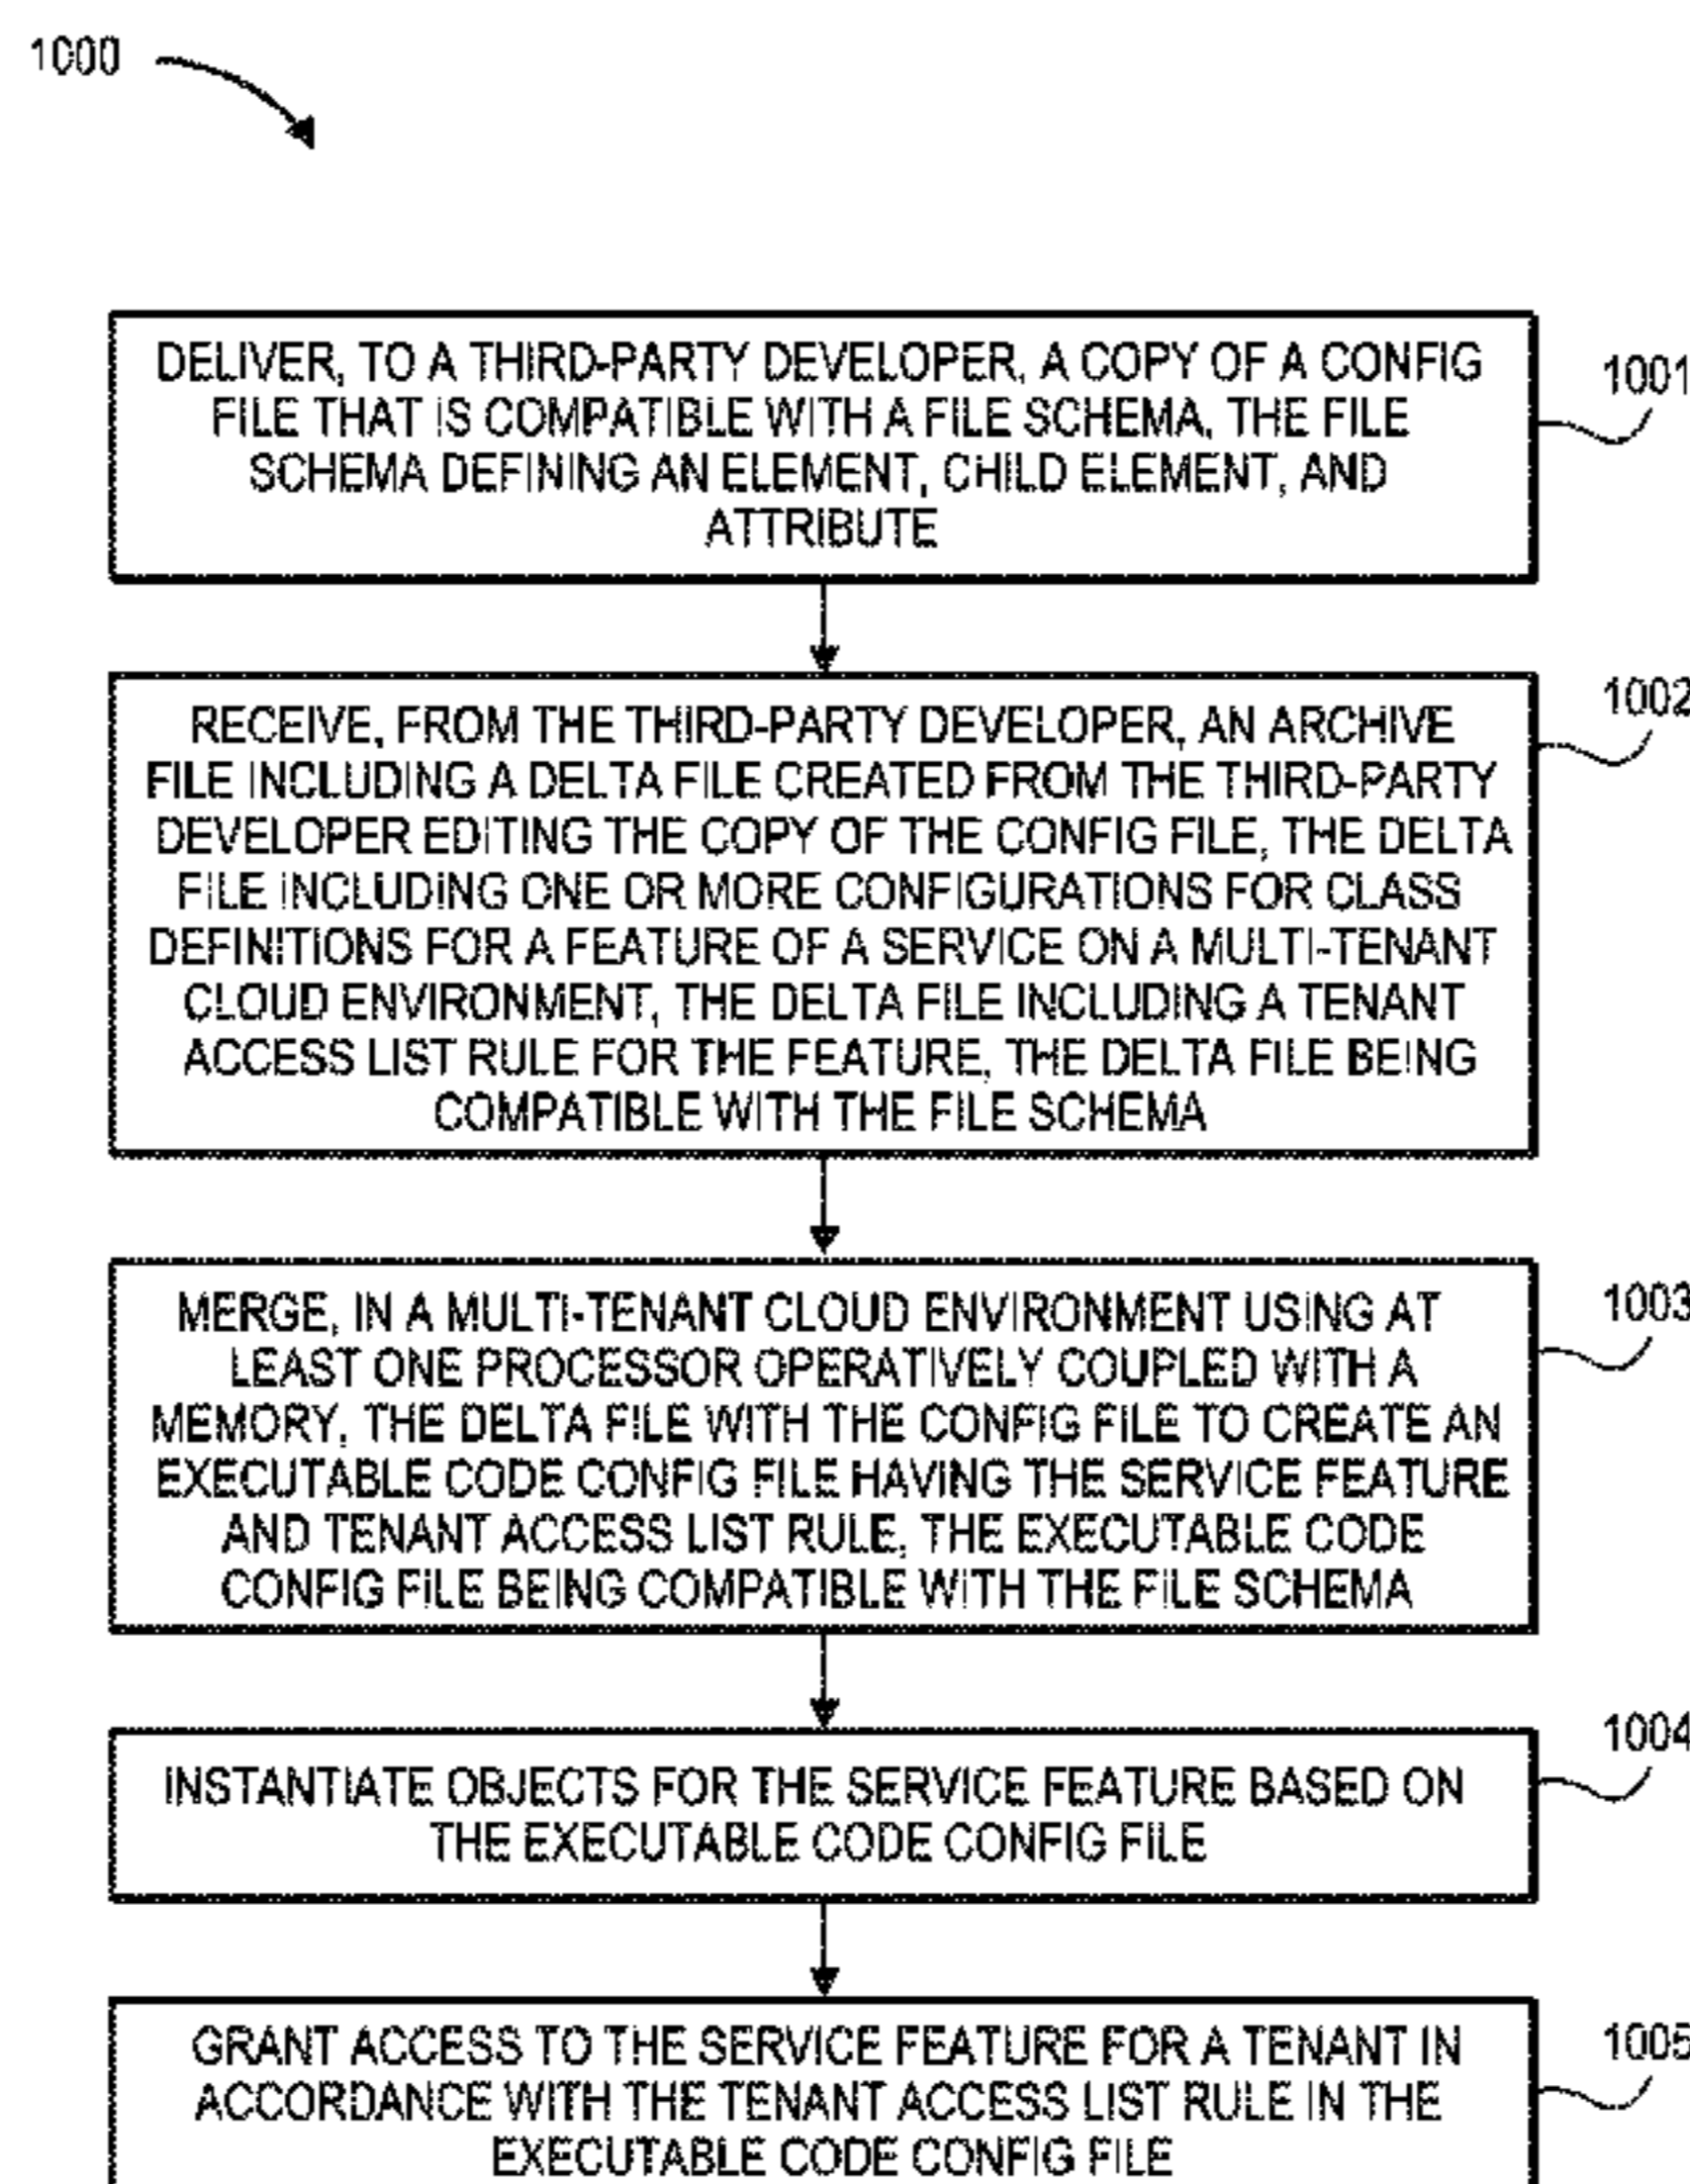 1000
DELIVER, TO A THIRD-PARTY DEVELOPER, A COPY OF A CONFIG
FILE THAT IS COMPATIBLE WITH A FILE SCHEMA, THE FILE
SCHEMA DEFINING AN ELEMENT, CHILD ELEMENT, AND
ATTRIBUTE
1001
RECEIVE, FROM THE THIRD-PARTY DEVELOPER, AN ARCHIVE
FILE INCLUDING A DELTA FILE CREATED FROM THE THIRD-PARTY
DEVELOPER EDITING THE COPY OF THE CONFIG FILE, THE DELTA
FILE INCLUDING ONE OR MORE CONFIGURATIONS FOR CLASS
DEFINITIONS FOR A FEATURE OF A SERVICE ON A MULTI-TENANT
CLOUD ENVIRONMENT, THE DELTA FILE INCLUDING A TENANT
ACCESS LIST RULE FOR THE FEATURE, THE DELTA FILE BEING
COMPATIBLE WITH THE FILE SCHEMA
1002
MERGE, IN A MULTI-TENANT CLOUD ENVIRONMENT USING AT
LEAST ONE PROCESSOR OPERATIVELY COUPLED WITH A
MEMORY, THE DELTA FILE WITH THE CONFIG FILE TO CREATE AN
EXECUTABLE CODE CONFIG FILE HAVING THE SERVICE FEATURE
AND TENANT ACCESS LIST RULE, THE EXECUTABLE CODE
CONFIG FILE BEING COMPATIBLE WITH THE FILE SCHEMA
1003
INSTANTIATE OBJECTS FOR THE SERVICE FEATURE BASED ON
THE EXECUTABLE CODE CONFIG FILE
1004
GRANT ACCESS TO THE SERVICE FEATURE FOR A TENANT IN
ACCORDANCE WITH THE TENANT ACCESS LIST RULE IN THE
EXECUTABLE CODE CONFIG FILE
1005